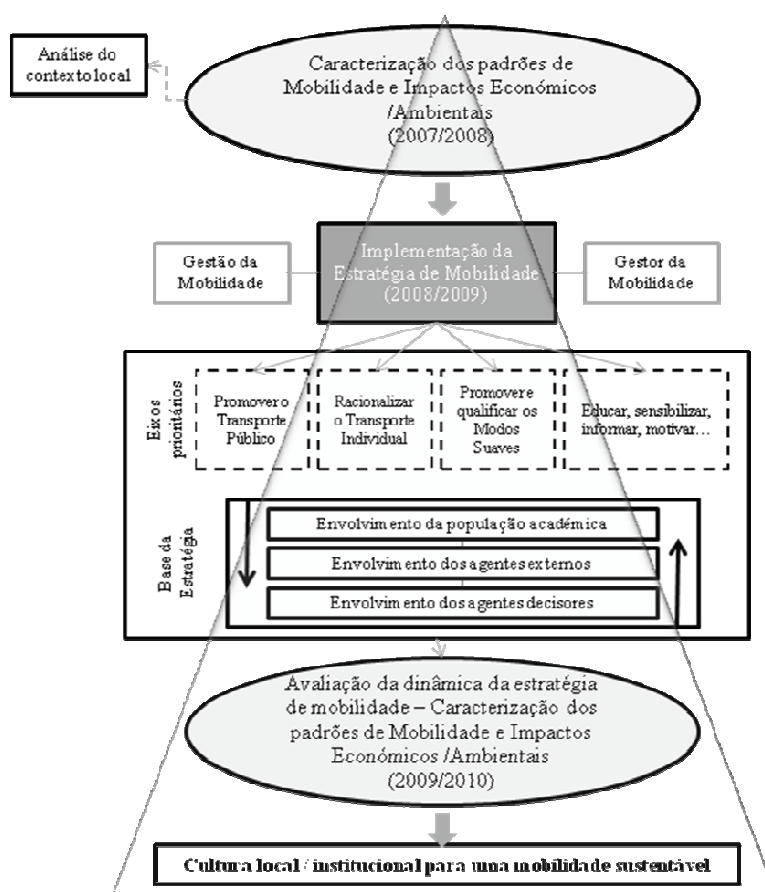 Análise do
contexto local
Caracterização dos padrões de
Mobilidade e Impactos Económicos
/Ambientais
(2007/2008)
Gestão da
Mobilidade
Implementação da
Estratégia de Mobilidade
(2008/2009)
Gestor da
Mobilidade
Eixos
prioritários
Promover o
Transporte
Público
Racionalizar
o Transporte
Individual
Promover e
qualificar os
Modos
Suaves
Educar, sensibilizar,
informar, motivar…
Base da
Estratégia
Envolvimento da população académica
Envolvimento dos agentes externos
Envolvimento dos agentes decisores
Avaliação da dinâmica da estratégia
de mobilidade – Caracterização dos
padrões de Mobilidade e Impactos
Económicos /Ambientais
(2009/2010)
Cultura local / institucional para uma mobilidade sustentável